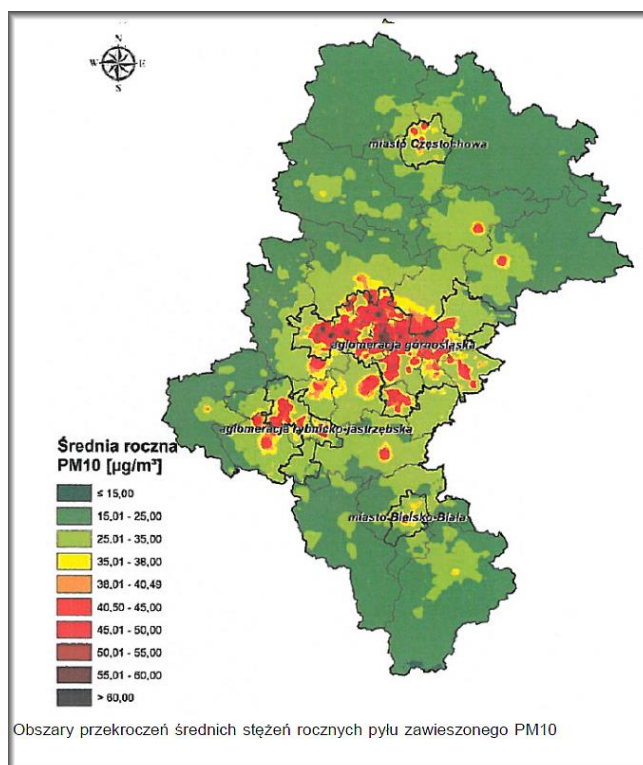 N
W E
S
miasto Częstochowa
aglomeracja górnośląska
aglomeracja rybnicko-jastrzębska
Średnia roczna
PM10 [µg/m³]
≤ 15,00
15,01 - 25,00
25,01 - 35,00
35,01 - 38,00
38,01 - 40,49
40,50 - 45,00
45,01 - 50,00
50,01 - 55,00
55,01 - 60,00
> 60,00
miasto Bielsko-Biała
Obszary przekroczeń średnich stężeń rocznych pyłu zawieszonego PM10